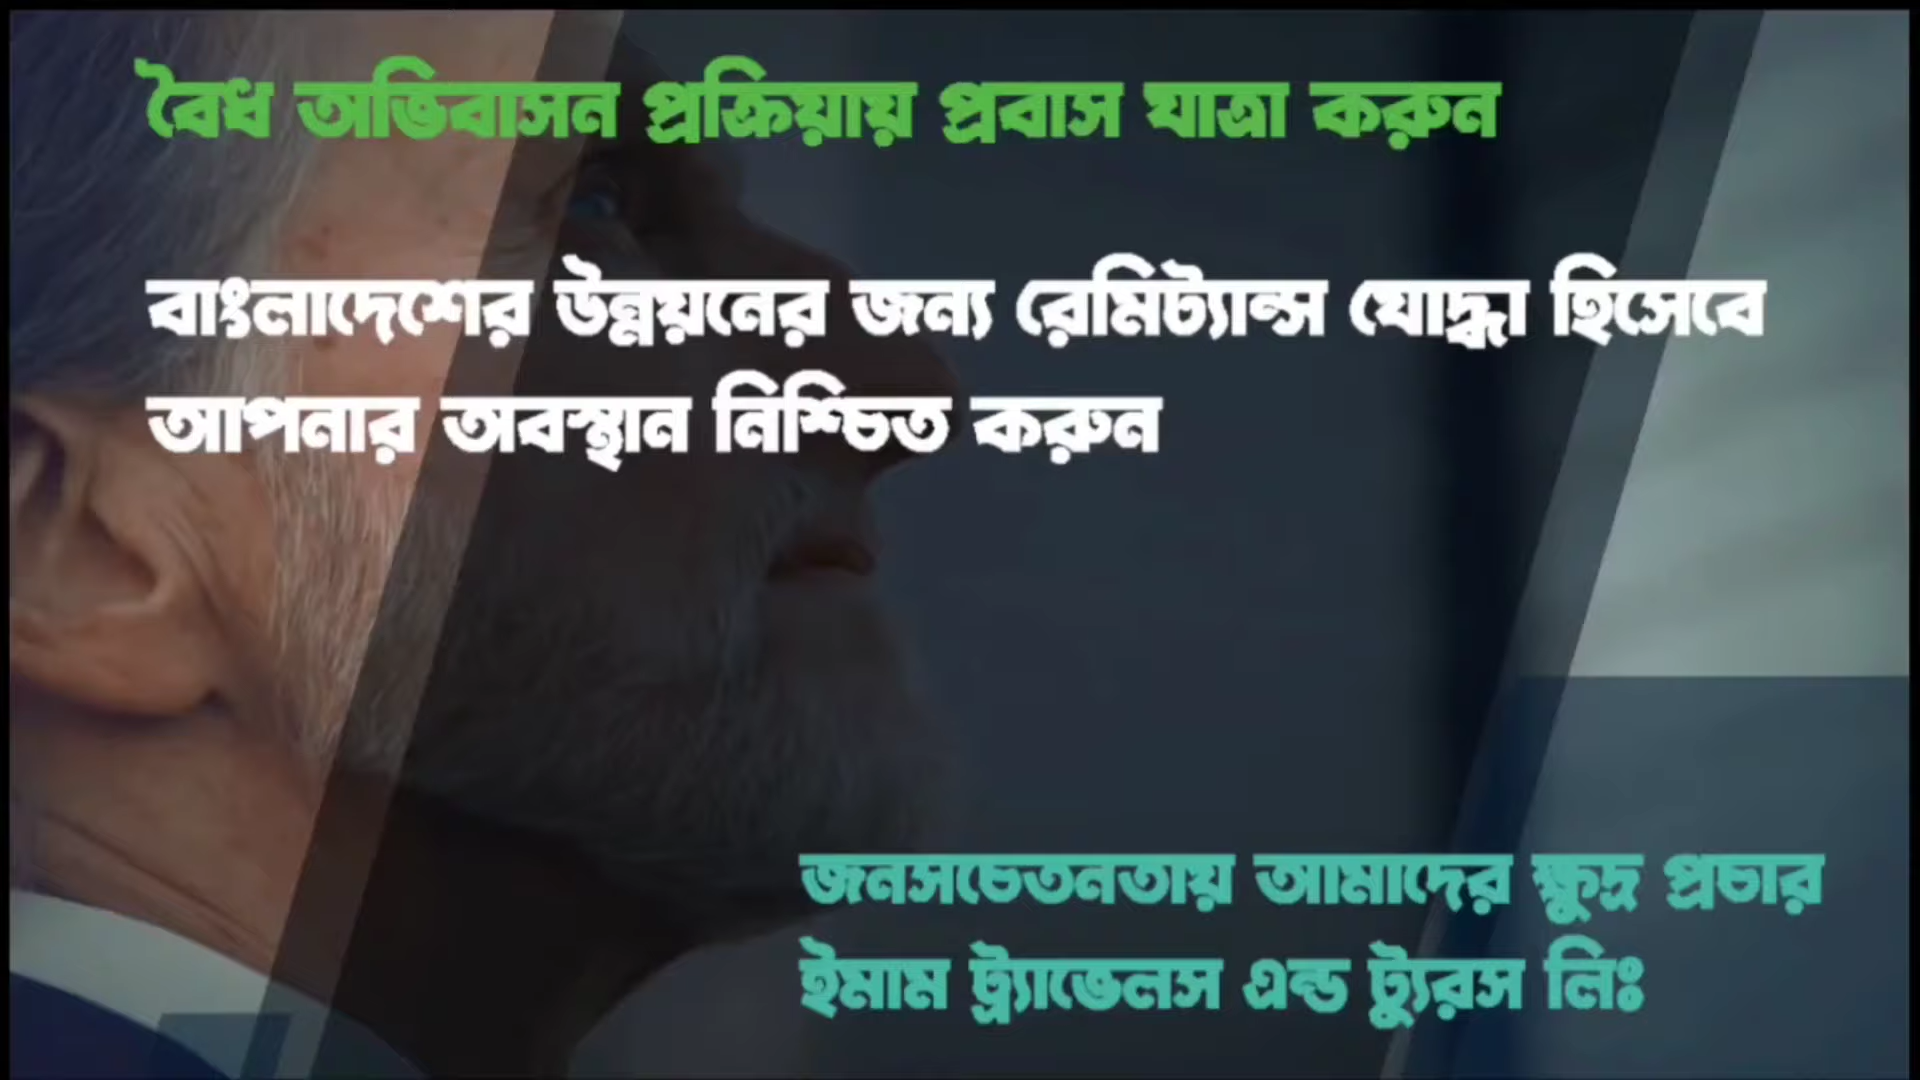 বৈধ অভিবাসন প্রক্রিয়ায় প্রবাস যাত্রা করুন
বাংলাদেশের উন্নয়নের জন্য রেমিট্যান্স যোদ্ধা হিসেবে
আপনার অবস্থান নিশ্চিত করুন
জনসচেতনতায় আমাদের ক্ষুদ্র প্রচার
ইমাম ট্র্যাভেলস এন্ড ট্যুরস লিঃ